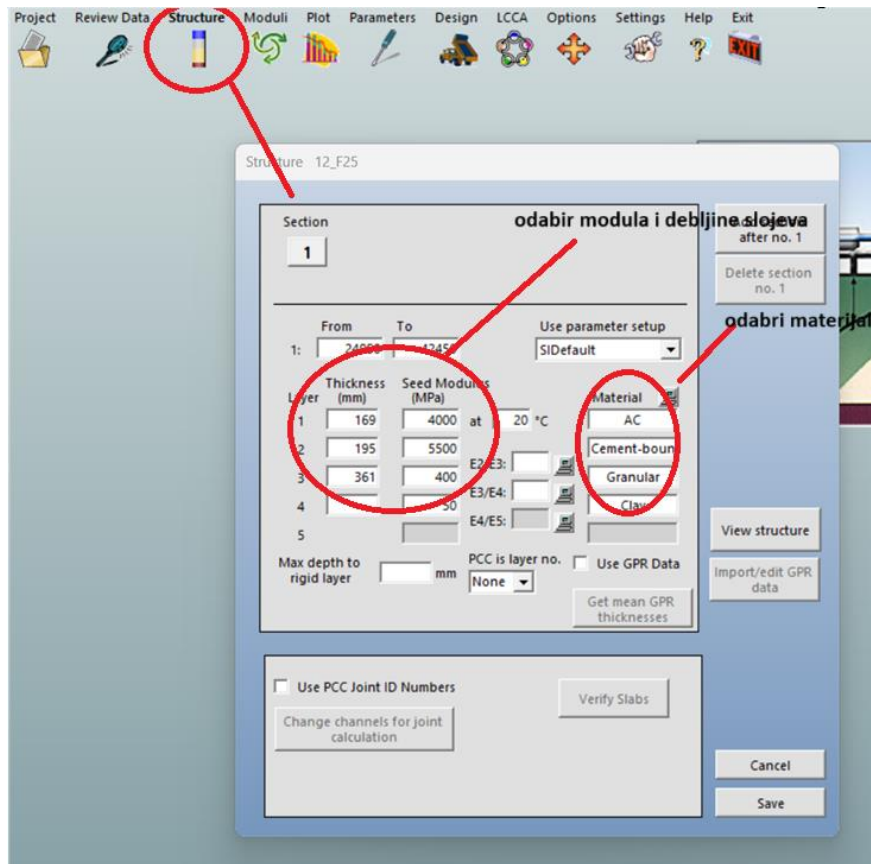 Project Review Data Structure Moduli Plot Parameters Design LCCA Options Settings Help Exit
EXIT
Structure 12_F25
Section
1
odabir modula i debljine slojeva
after no. 1
Delete section
no. 1
odabri materijal
From To Use parameter setup
1: SIDefault
Thickness Seed Modules
Layer (mm) (MPa) Material
1 169 4000 at 20 °C AC
2 195 5500 Cement-boun
E2/E3:
3 361 400 Granular
E3/E4:
4 50 Clay
E4/E5:
5
View structure
Max depth to
rigid layer mm
PCC is layer no.
None
Use GPR Data
Import/edit GPR
data
Get mean GPR
thicknesses
Use PCC Joint ID Numbers
Verify Slabs
Change channels for joint
calculation
Cancel
Save